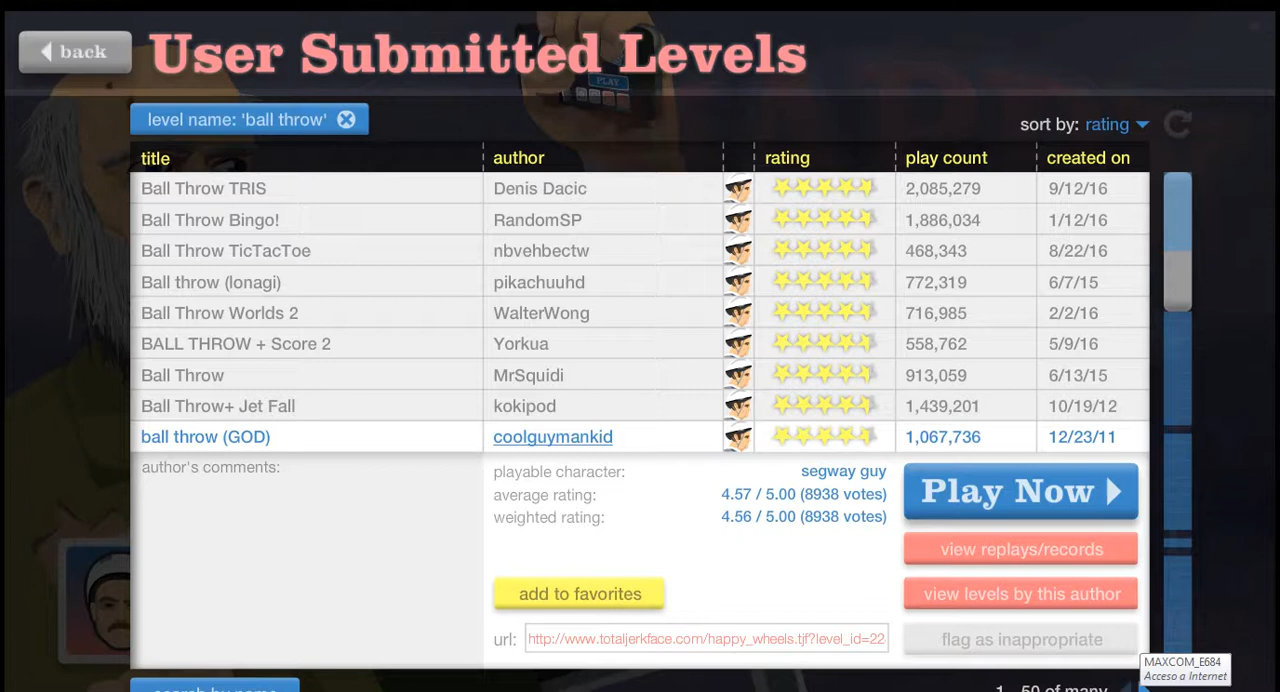 back
User Submitted Levels
PLAY
level name: 'ball throw'
sort by: rating
title author rating play count created on
Ball Throw TRIS Denis Dacic 2,085,279 9/12/16
Ball Throw Bingo! RandomSP 1,886,034 1/12/16
Ball Throw TicTacToe nbvehbectw 468,343 8/22/16
Ball throw (lonagi) pikachuuhd 772,319 6/7/15
Ball Throw Worlds 2 WalterWong 716,985 2/2/16
BALL THROW + Score 2 Yorkua 558,762 5/9/16
Ball Throw MrSquidi 913,059 6/13/15
Ball Throw+ Jet Fall kokipod 1,439,201 10/19/12
ball throw (GOD) coolguymankid 1,067,736 12/23/11
author's comments:
playable character: segway guy
average rating: 4.57 / 5.00 (8938 votes)
weighted rating: 4.56 / 5.00 (8938 votes)
Play Now
view replays/records
add to favorites
view levels by this author
url: http://www.totaljerkface.com/happy_wheels.tjf?level_id=22
flag as inappropriate
MAXCOM_E684
Acceso a Internet
search by name
1 - 50 of many